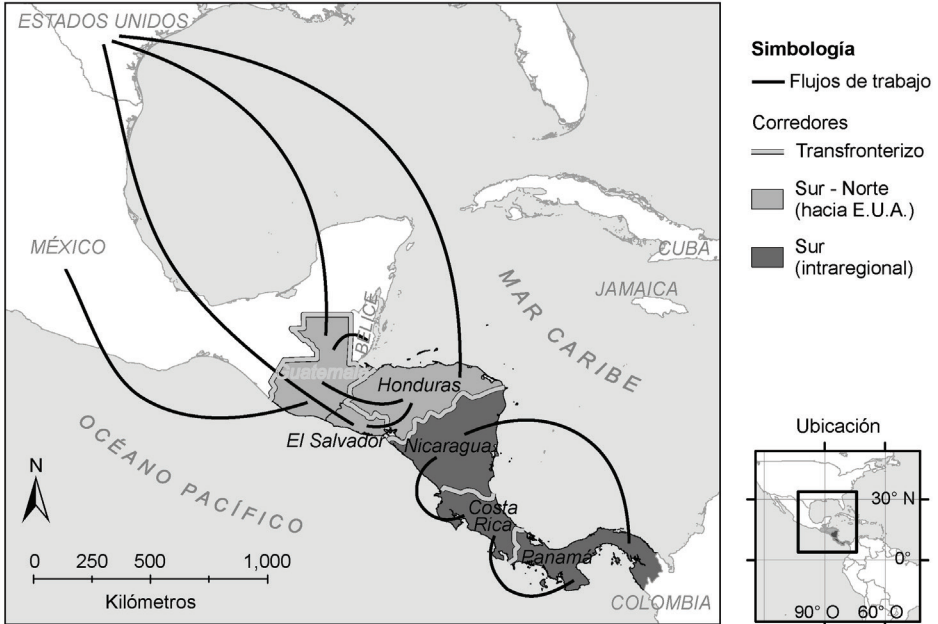 ESTADOS UNIDOS
MÉXICO
CUBA
JAMAICA
MAR CARIBE
BELICE
Guatemala
Honduras
El Salvador
Nicaragua
OCÉANO PACÍFICO
Costa
Rica
Panamá
COLOMBIA
N
0 250 500 1,000
Kilómetros
Simbología
Flujos de trabajo
Corredores
Transfronterizo
Sur - Norte
(hacia E.U.A.)
Sur
(intraregional)
Ubicación
30° N
0°
90° O 60° O